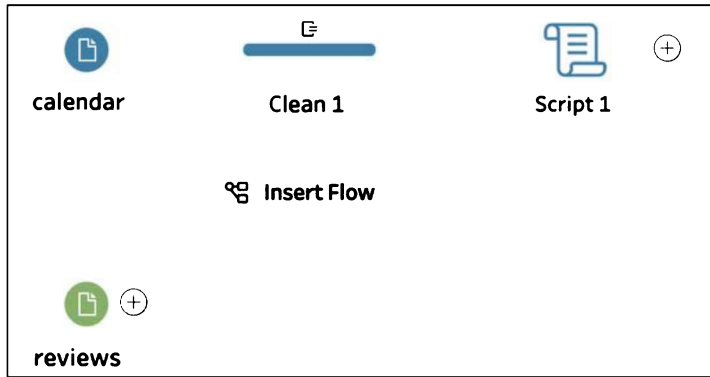 calendar
Clean 1
Script 1
Insert Flow
reviews